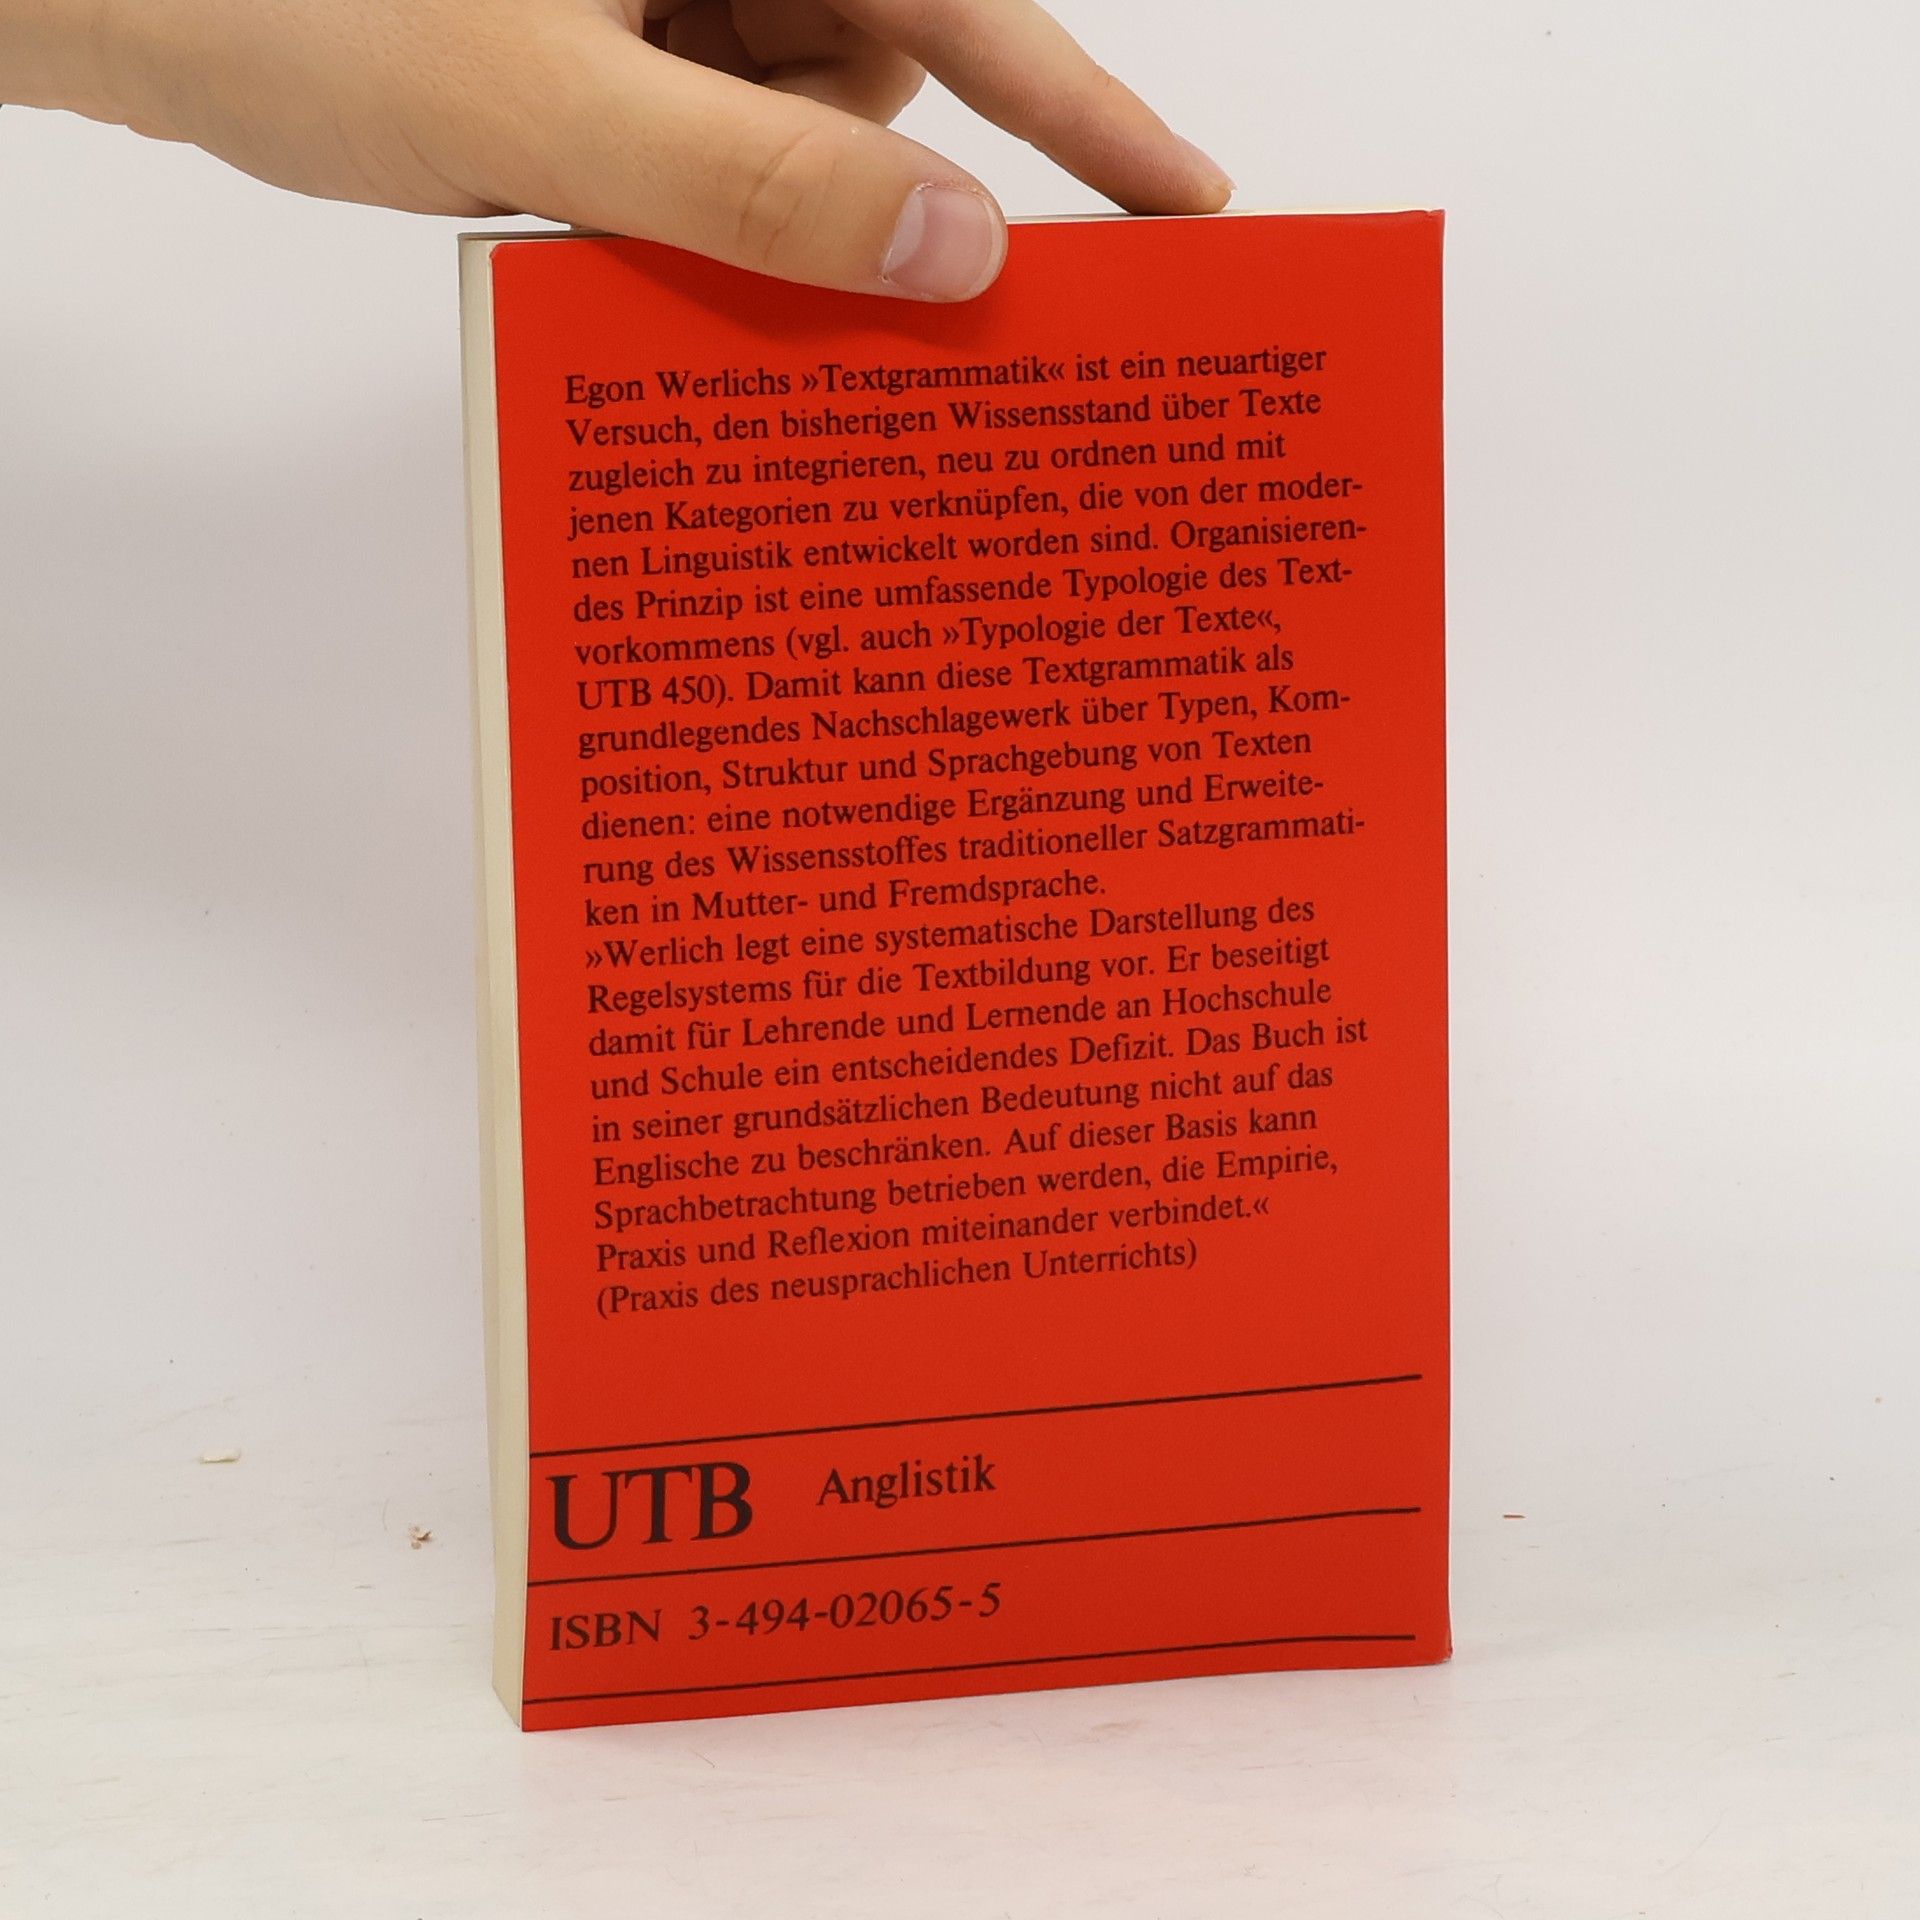 Egon Werlichs »Textgrammatik« ist ein neuartiger
Versuch, den bisherigen Wissensstand über Texte
zugleich zu integrieren, neu zu ordnen und mit
jenen Kategorien zu verknüpfen, die von der moder-
nen Linguistik entwickelt worden sind. Organisieren-
des Prinzip ist eine umfassende Typologie des Text-
vorkommens (vgl. auch »Typologie der Texte«,
UTB 450). Damit kann diese Textgrammatik als
grundlegendes Nachschlagewerk über Typen, Kom-
position, Struktur und Sprachgebung von Texten
dienen: eine notwendige Ergänzung und Erweite-
rung des Wissensstoffes traditioneller Satzgrammati-
ken in Mutter- und Fremdsprache.
»Werlich legt eine systematische Darstellung des
Regelsystems für die Textbildung vor. Er beseitigt
damit für Lehrende und Lernende an Hochschule
und Schule ein entscheidendes Defizit. Das Buch ist
in seiner grundsätzlichen Bedeutung nicht auf das
Englische zu beschränken. Auf dieser Basis kann
Sprachbetrachtung betrieben werden, die Empirie,
Praxis und Reflexion miteinander verbindet.«
(Praxis des neusprachlichen Unterrichts)
UTB Anglistik
ISBN 3-494-02065-5